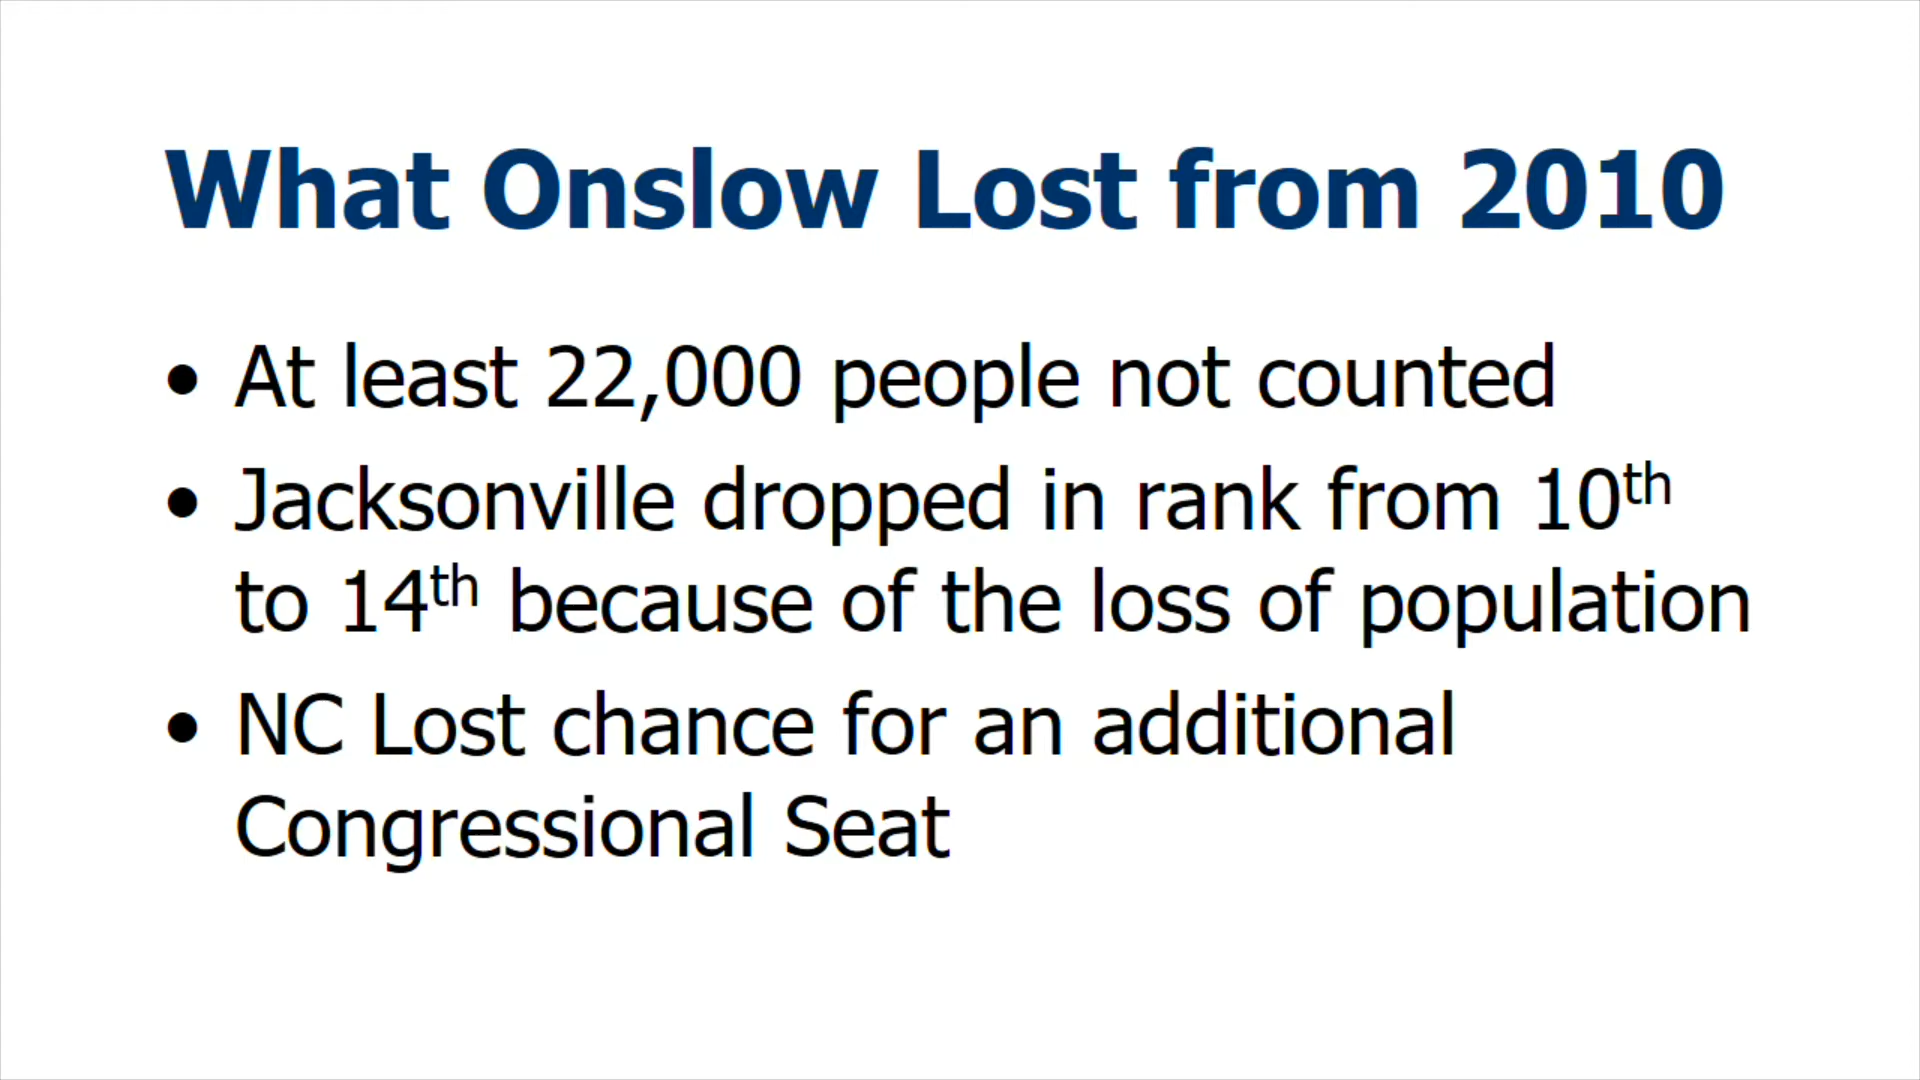 What Onslow Lost from 2010
• At least 22,000 people not counted
• Jacksonville dropped in rank from 10th
to 14th because of the loss of population
• NC Lost chance for an additional
Congressional Seat